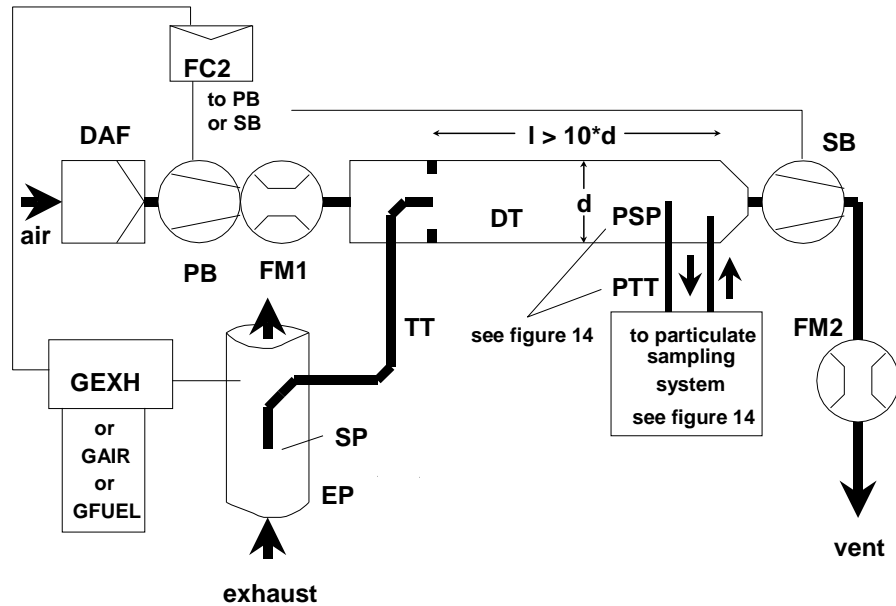 FC2
to PB
or SB
DAF
l > 10*d
SB
air
d
DT
PSP
PB
FM1
PTT
TT
see figure 14
to particulate
sampling
system
see figure 14
FM2
GEXH
or
GAIR
or
GFUEL
SP
EP
vent
exhaust